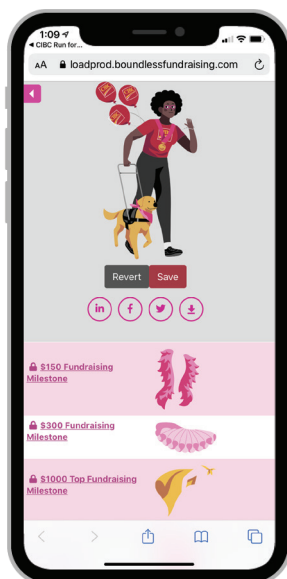 1:09
◀ CIBC Run for...
AA loadprod.boundlessfundraising.com
Revert Save
in f
$150 Fundraising
Milestone
$300 Fundraising
Milestone
$1000 Top Fundraising
Milestone